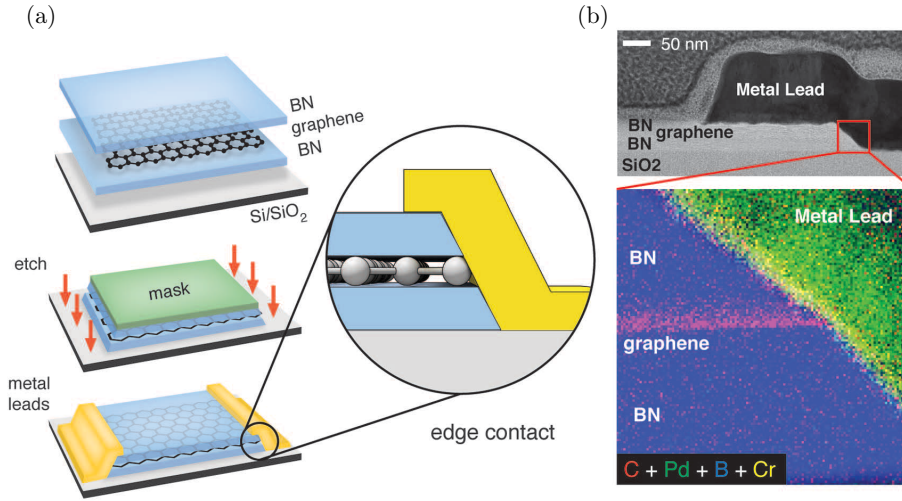 (a)
BN
graphene
BN
Si/SiO₂
etch
mask
metal
leads
edge contact
(b)
50 nm
Metal Lead
BN
graphene
BN
SiO2
Metal Lead
BN
graphene
BN
C + Pd + B + Cr